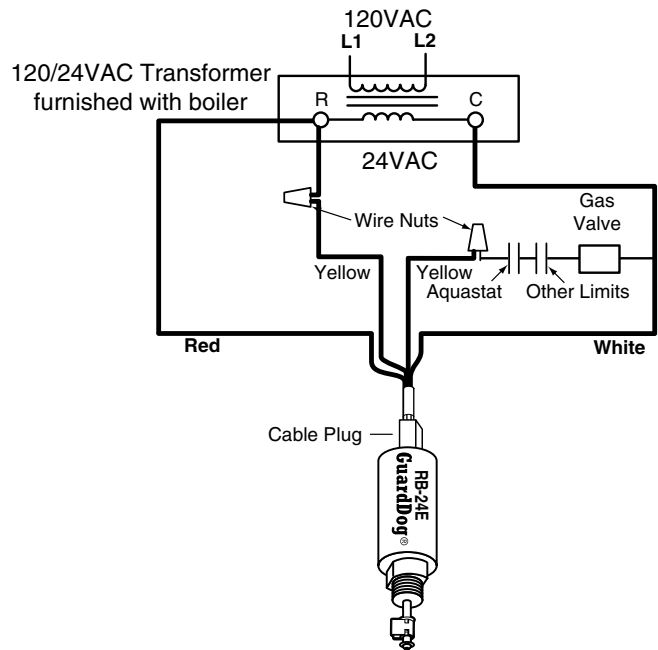 120VAC
L1 L2
120/24VAC Transformer
furnished with boiler
R C
24VAC
Gas
Valve
Wire Nuts
Yellow Yellow
Aquastat Other Limits
Red White
Cable Plug
RB-24E
GuardDog®